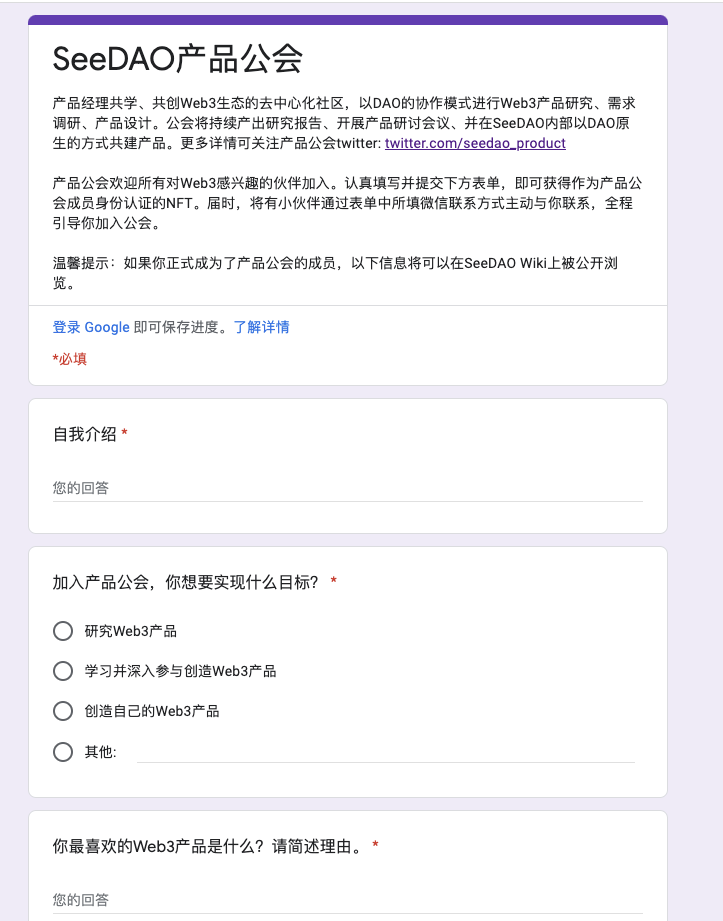 SeeDAO产品公会
产品经理共学、共创Web3生态的去中心化社区，以DAO的协作模式进行Web3产品研究、需求
调研、产品设计。公会将持续产出研究报告、开展产品研讨会议、并在SeeDAO内部以DAO原
生的方式共建产品。更多详情可关注产品公会twitter: twitter.com/seedao_product
产品公会欢迎所有对Web3感兴趣的伙伴加入。认真填写并提交下方表单，即可获得作为产品公
会成员身份认证的NFT。届时，将有小伙伴通过表单中所填微信联系方式主动与你联系，全程
引导你加入公会。
温馨提示：如果你正式成为了产品公会的成员，以下信息将可以在SeeDAO Wiki上被公开浏
览。
登录 Google 即可保存进度。了解详情
*必填
自我介绍 *
您的回答
加入产品公会，你想要实现什么目标？ *
研究Web3产品
学习并深入参与创造Web3产品
创造自己的Web3产品
其他:
你最喜欢的Web3产品是什么？请简述理由。 *
您的回答